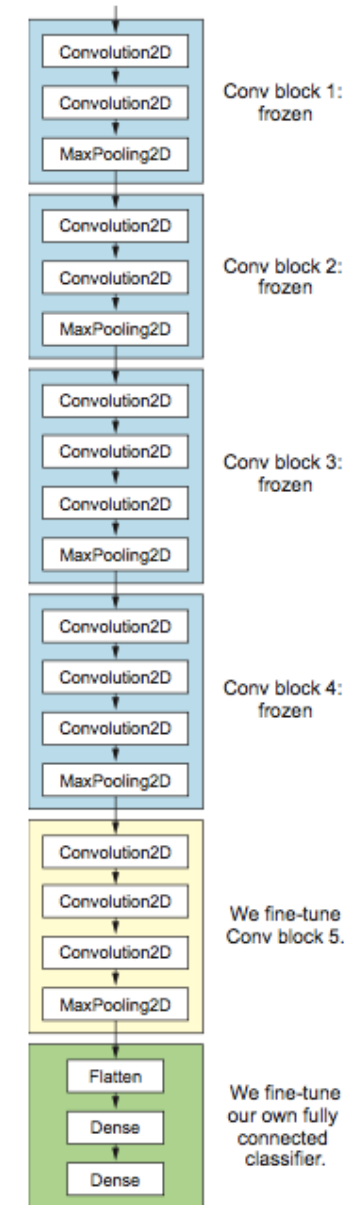 Convolution2D
Convolution2D
MaxPooling2D
Conv block 1:
frozen
Convolution2D
Convolution2D
MaxPooling2D
Conv block 2:
frozen
Convolution2D
Convolution2D
Convolution2D
MaxPooling2D
Conv block 3:
frozen
Convolution2D
Convolution2D
Convolution2D
MaxPooling2D
Conv block 4:
frozen
Convolution2D
Convolution2D
Convolution2D
MaxPooling2D
We fine-tune
Conv block 5.
Flatten
Dense
Dense
We fine-tune
our own fully
connected
classifier.